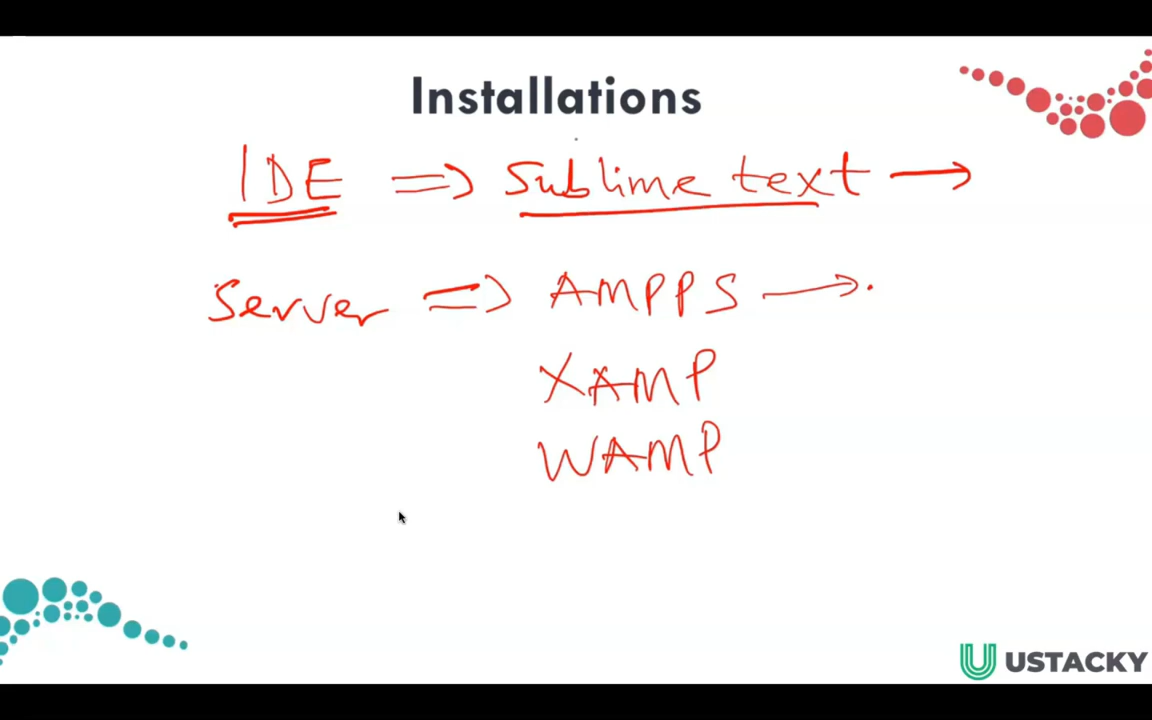 Installations
IDE => Sublime text →
Server => AMPPS →.
XAMP
WAMP
USTACKY